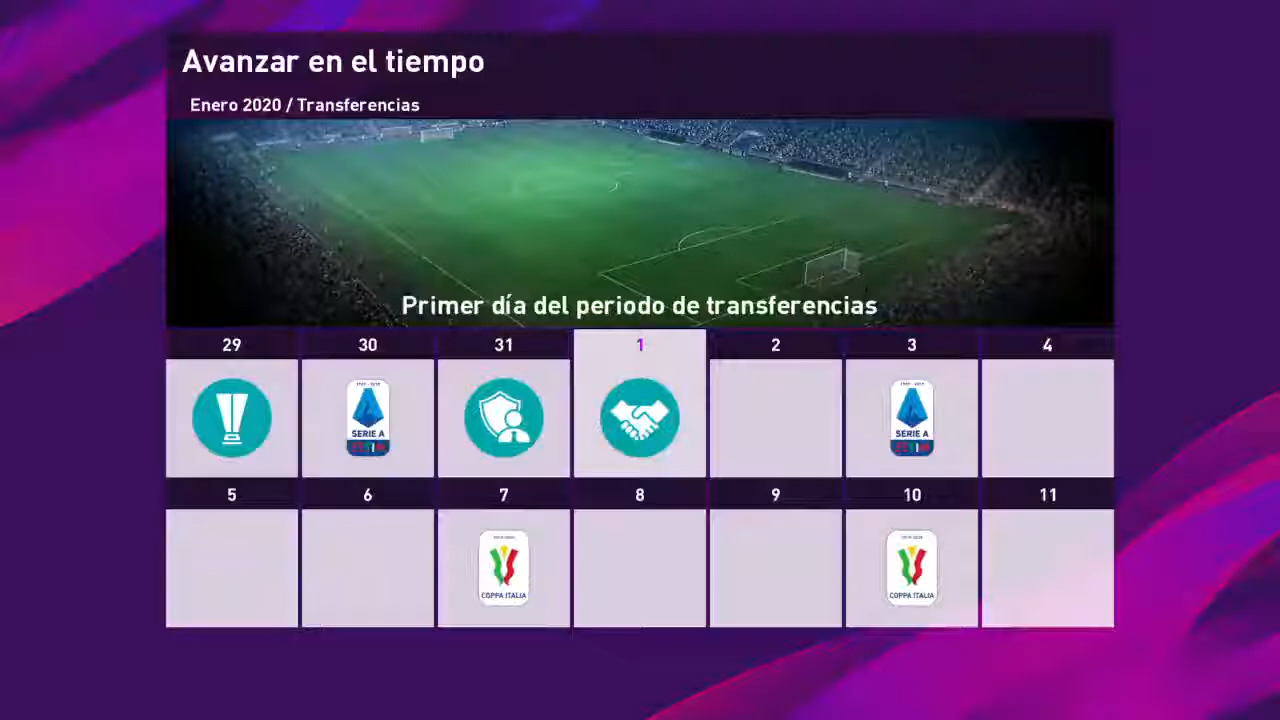 Avanzar en el tiempo
Enero 2020 / Transferencias
Primer día del periodo de transferencias
29 30 31 1 2 3 4
SERIE A SERIE A
5 6 7 8 9 10 11
COPPA ITALIA COPPA ITALIA